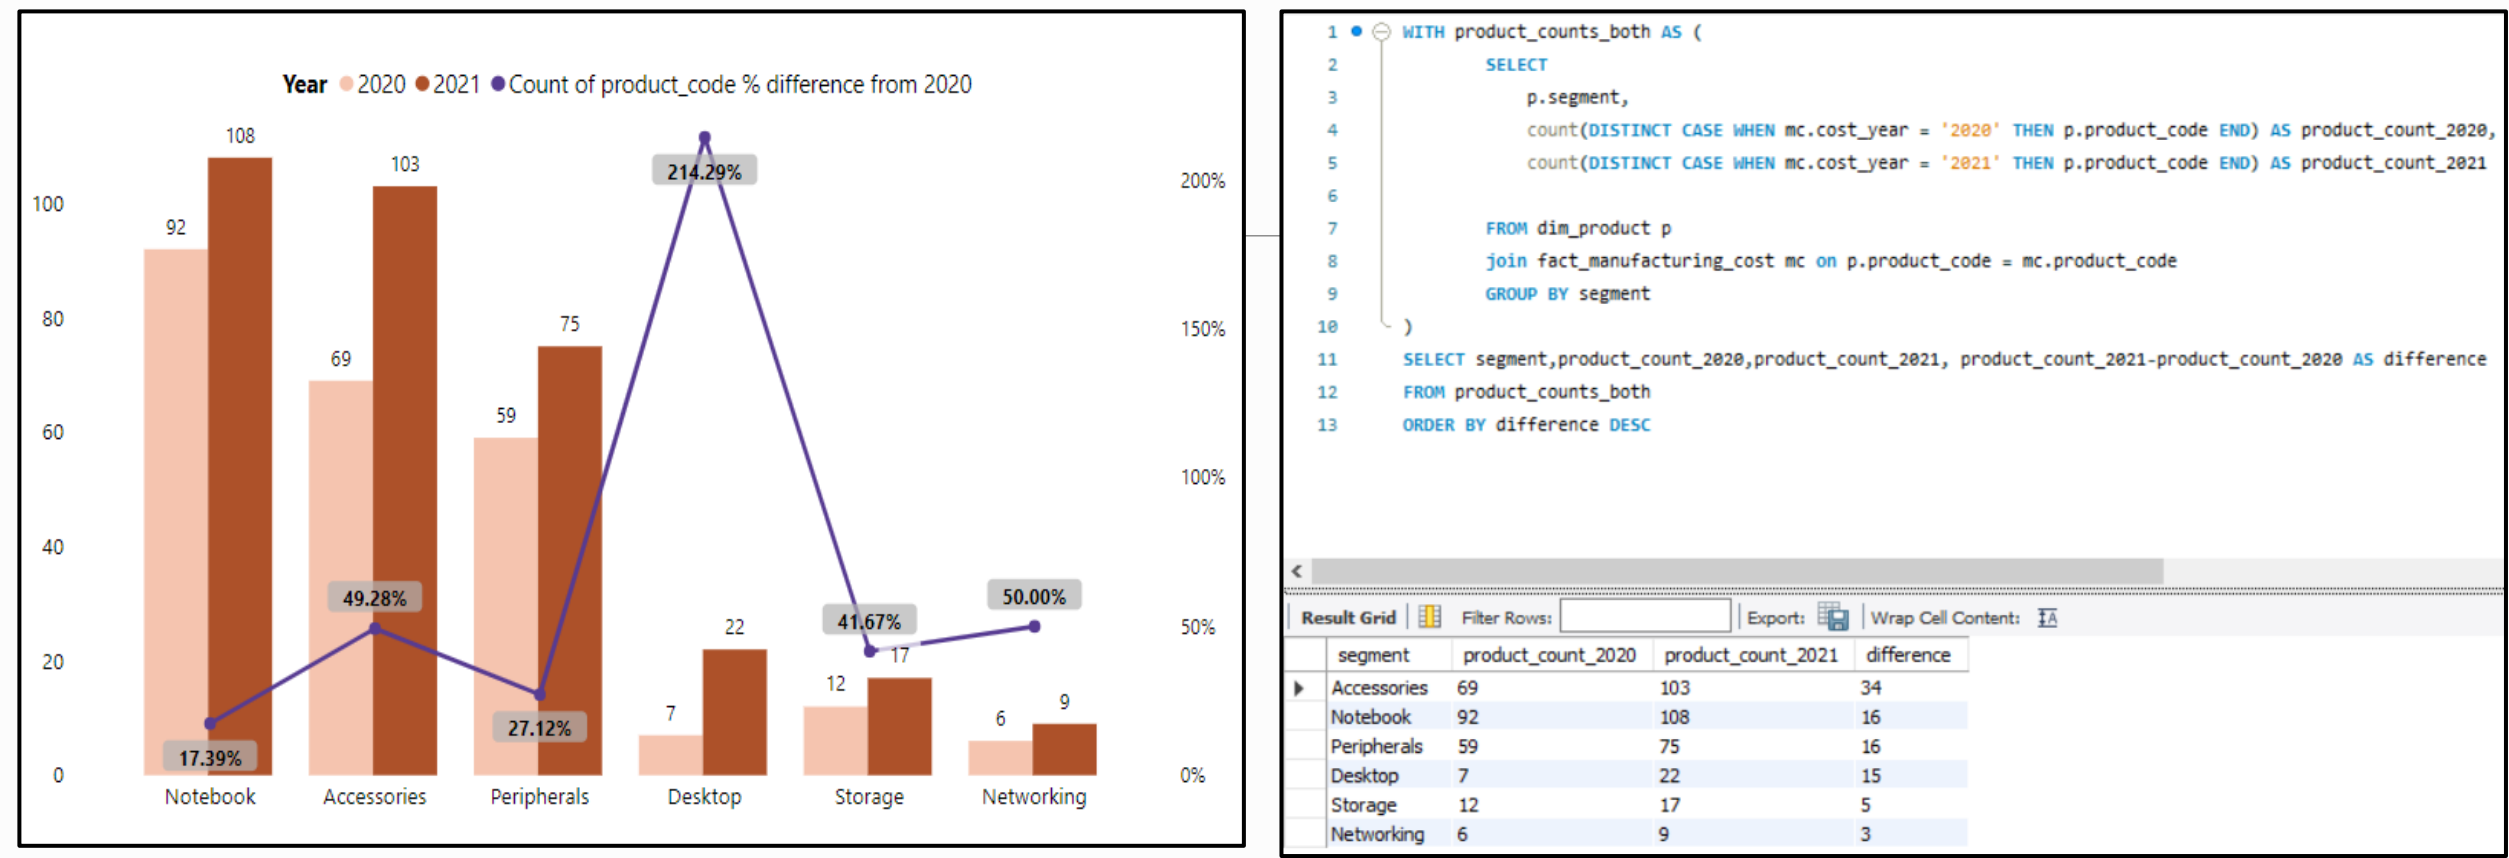 Year 2020 2021 Count of product_code % difference from 2020
108
103
92
214.29%
200%
100
80
75
150%
69
59
60
100%
40
49.28%
50.00%
41.67%
22
50%
20
17
12
7
6
9
27.12%
17.39%
0
0%
Notebook Accessories Peripherals Desktop Storage Networking
1 WITH product_counts_both AS (
2 SELECT
3 p.segment,
4 count(DISTINCT CASE WHEN mc.cost_year = '2020' THEN p.product_code END) AS product_count_2020,
5 count(DISTINCT CASE WHEN mc.cost_year = '2021' THEN p.product_code END) AS product_count_2021
6
7 FROM dim_product p
8 join fact_manufacturing_cost mc on p.product_code = mc.product_code
9 GROUP BY segment
10 )
11 SELECT segment,product_count_2020,product_count_2021, product_count_2021-product_count_2020 AS difference
12 FROM product_counts_both
13 ORDER BY difference DESC
Result Grid Filter Rows: Export: Wrap Cell Content: IA
segment product_count_2020 product_count_2021 difference
Accessories 69 103 34
Notebook 92 108 16
Peripherals 59 75 16
Desktop 7 22 15
Storage 12 17 5
Networking 6 9 3